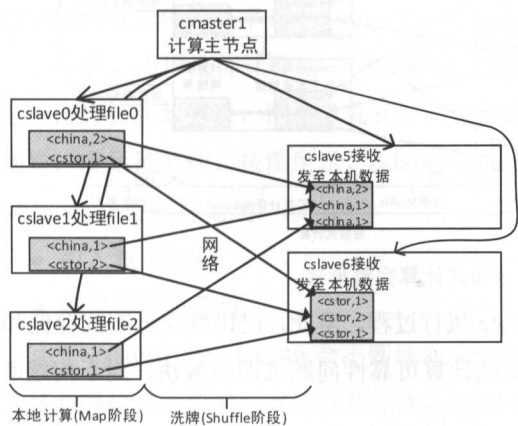 cmaster1
计算主节点
cslave0处理file0
<china,2>
<cstor,1>
cslave1处理file1
<china,1>
<cstor,2>
cslave2处理file2
<china,1>
<cstor,1>
网
络
cslave5接收
发至本机数据
<china,2>
<china,1>
<china,1>
cslave6接收
发至本机数据
<cstor,1>
<cstor,2>
<cstor,1>
本地计算(Map阶段)
洗牌(Shuffle阶段)